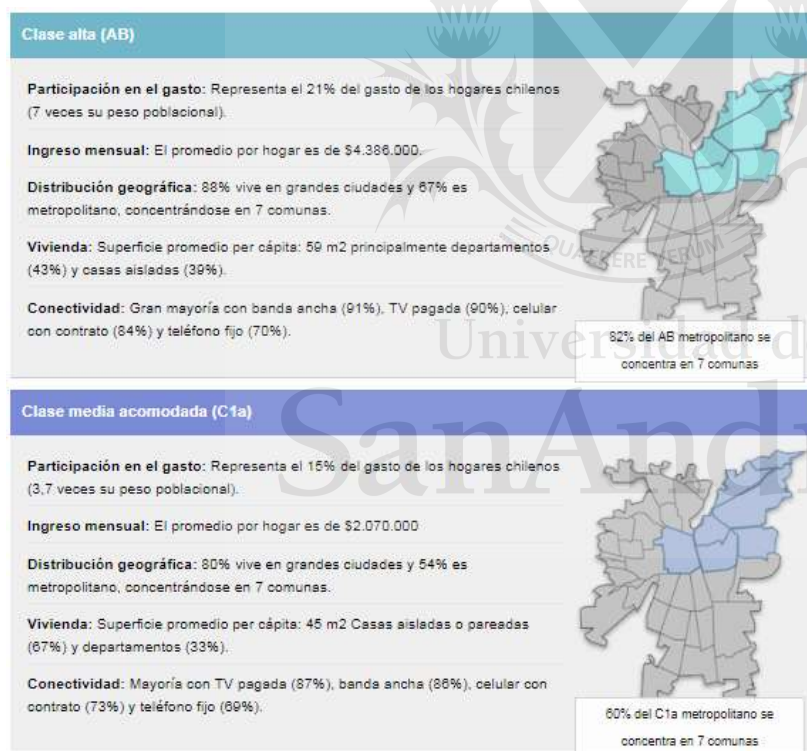 Clase alta (AB)
Participación en el gasto: Representa el 21% del gasto de los hogares chilenos
(7 veces su peso poblacional).
Ingreso mensual: El promedio por hogar es de $4.386.000.
Distribución geográfica: 88% vive en grandes ciudades y 67% es
metropolitano, concentrándose en 7 comunas.
Vivienda: Superficie promedio per cápita: 59 m2 principalmente departamentos
(43%) y casas aisladas (39%).
Conectividad: Gran mayoría con banda ancha (91%), TV pagada (90%), celular
con contrato (84%) y teléfono fijo (70%).
82% del AB metropolitano se
concentra en 7 comunas
QUAERERE VERUM
Universidad d
SanAnd
Clase media acomodada (C1a)
Participación en el gasto: Representa el 15% del gasto de los hogares chilenos
(3,7 veces su peso poblacional).
Ingreso mensual: El promedio por hogar es de $2.070.000
Distribución geográfica: 80% vive en grandes ciudades y 54% es
metropolitano, concentrándose en 7 comunas.
Vivienda: Superficie promedio per cápita: 45 m2 Casas aisladas o pareadas
(67%) y departamentos (33%).
Conectividad: Mayoría con TV pagada (87%), banda ancha (86%), celular con
contrato (73%) y teléfono fijo (69%).
60% del C1a metropolitano se
concentra en 7 comunas